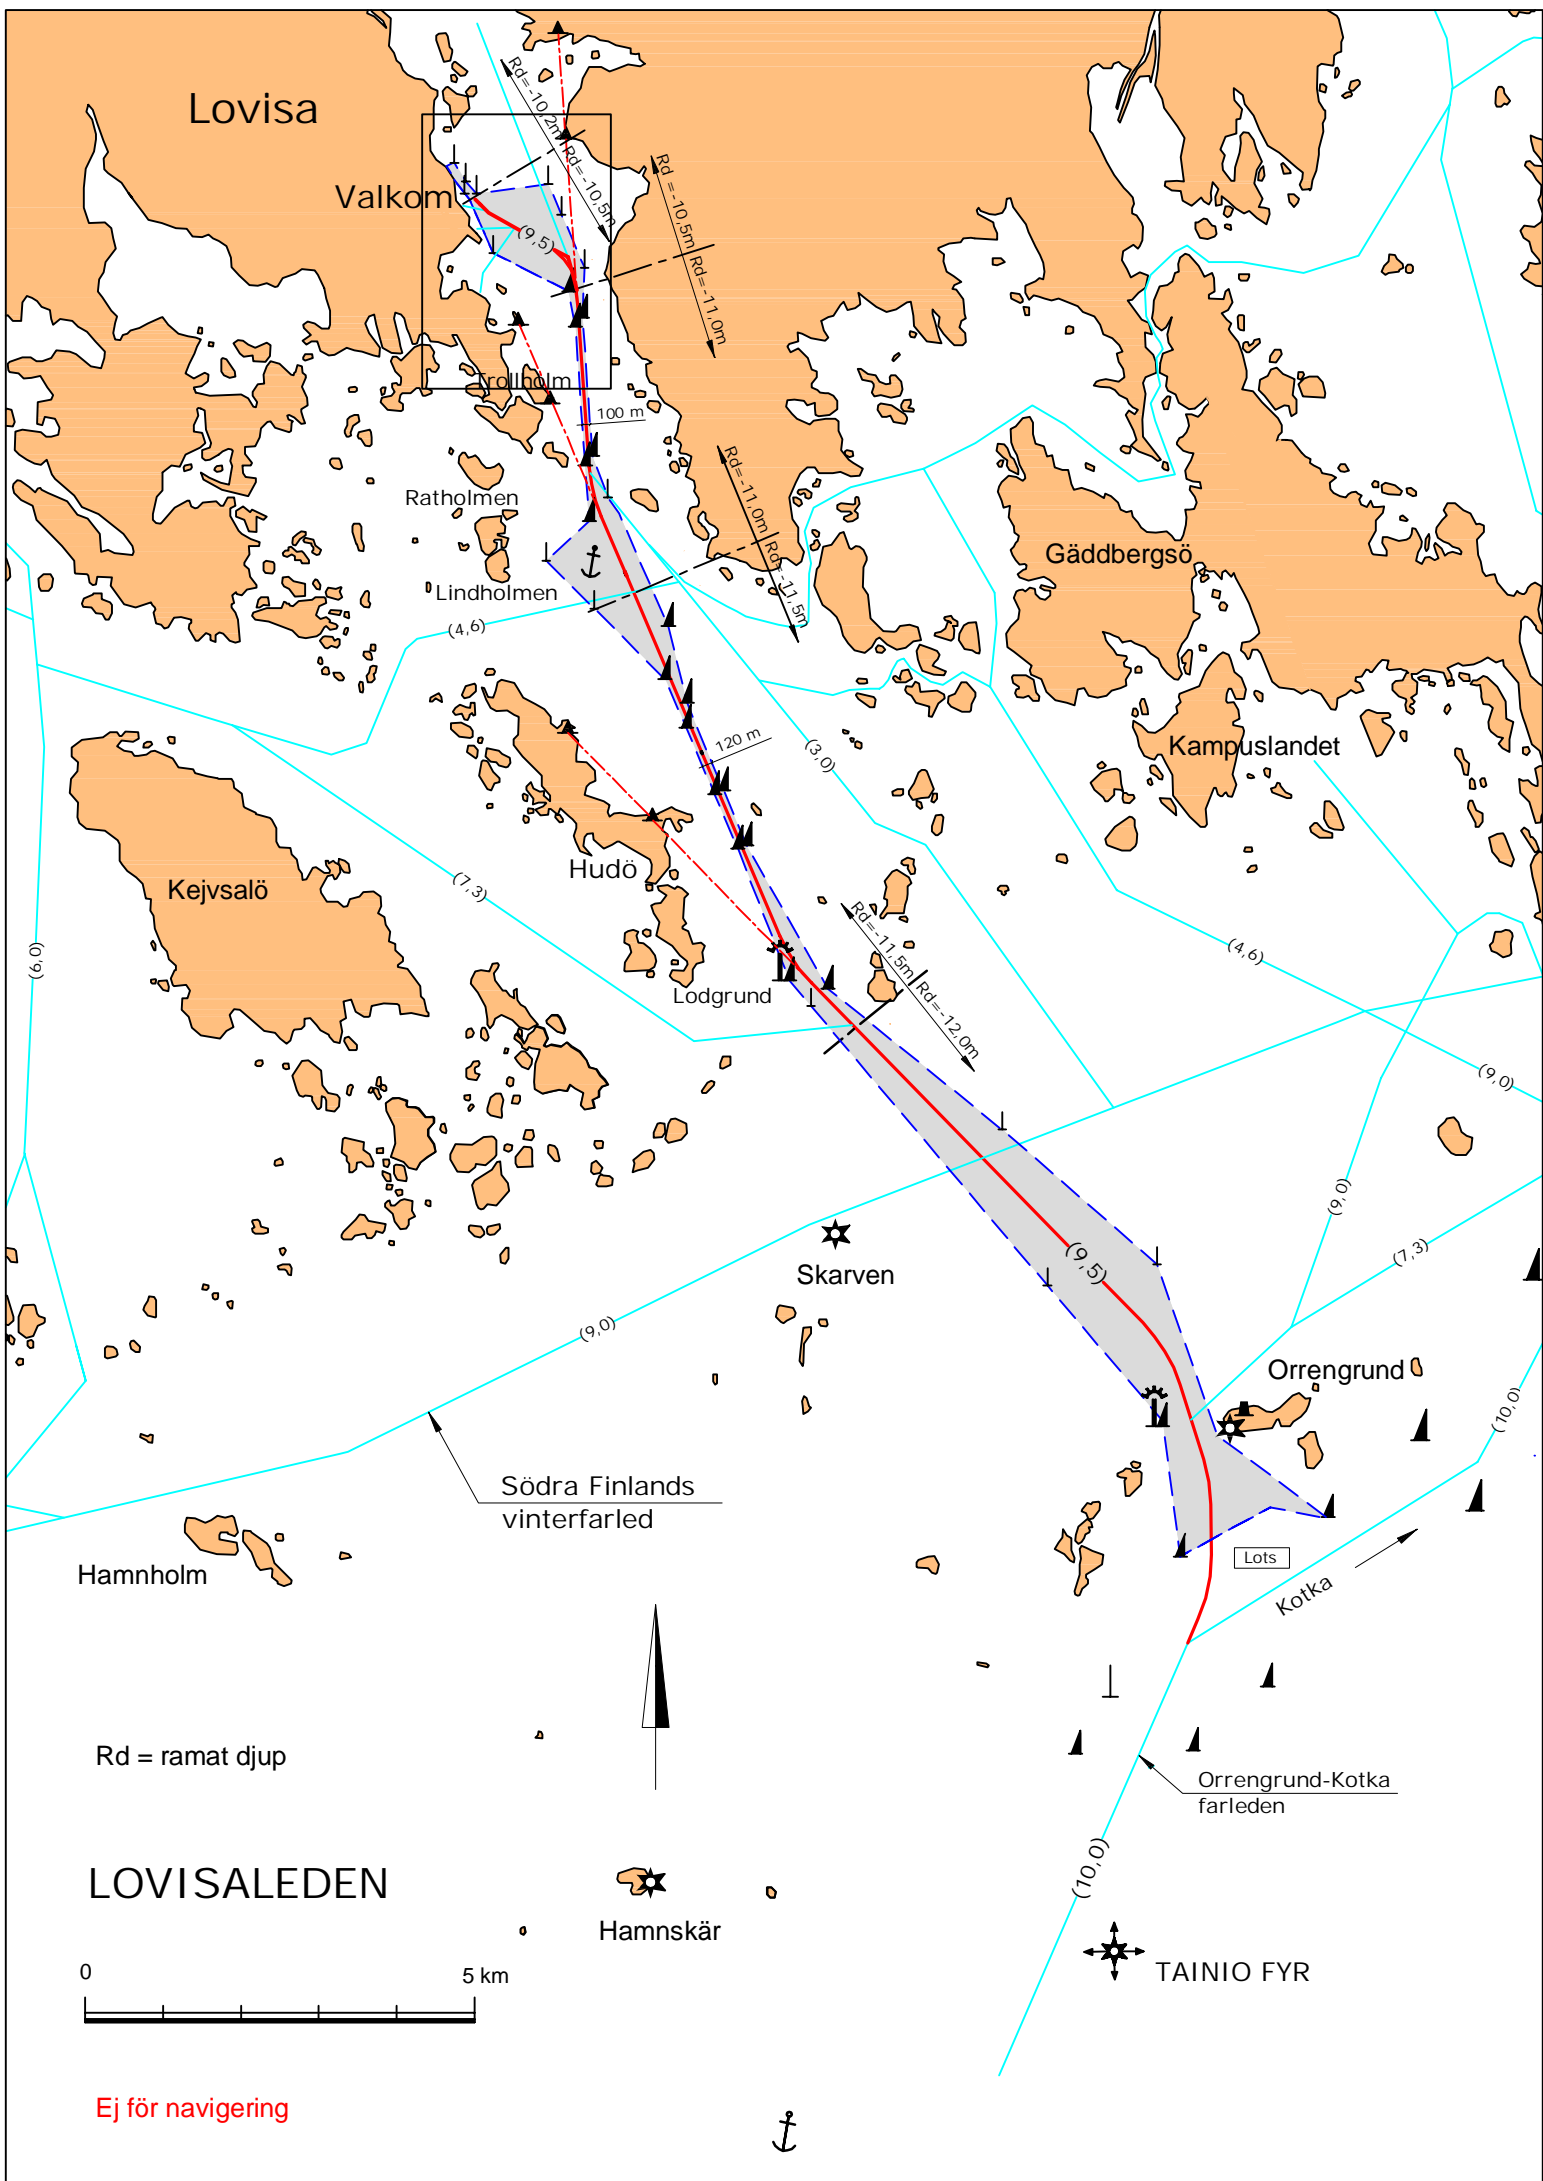 Lovisa
Rd=-10,2m
Rd=-10,5m
Rd =-10,5m
Rd=-11,0m
Valkom
(9,5)
Trollholm
100 m
Ratholmen
Rd=-11,0m
Rd=-11,5m
Gäddbergsö
Lindholmen
(4,6)
120 m
(3,0)
Kampuslandet
Hudö
Kejvsalö
(7,3)
(6,0)
Rd=-11,5m
Rd=-12,0m
(4,6)
Lodgrund
(9,0)
(9,0)
(7,3)
(9,5)
Skarven
(9,0)
Orrengrund
(10,0)
Södra Finlands
vinterfarled
Lots
Kotka
Hamnholm
Rd = ramat djup
Orrengrund-Kotka
farleden
(10,0)
LOVISALEDEN
Hamnskär
TAINIO FYR
0
5 km
Ej för navigering